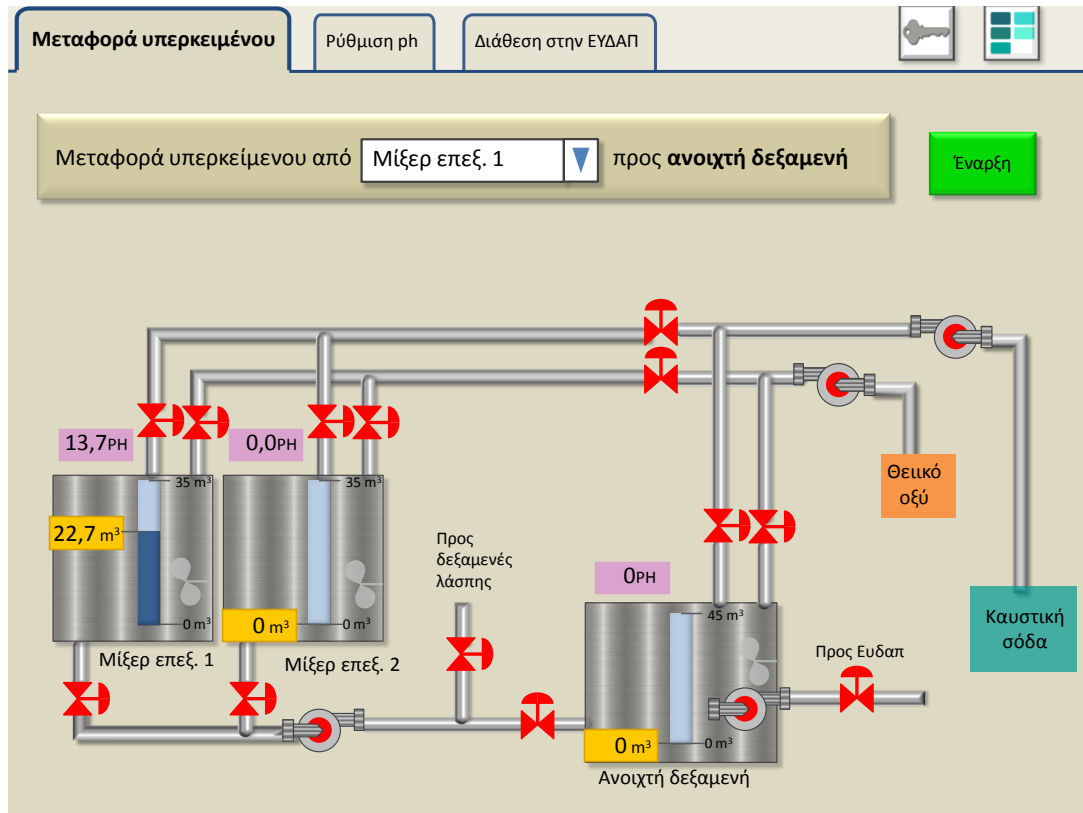 Μεταφορά υπερκειμένου
Ρύθμιση ph
Διάθεση στην ΕΥΔΑΠ
Μεταφορά υπερκείμενου από
Μίξερ επεξ. 1
προς ανοιχτή δεξαμενή
Έναρξη
13,7PH
0,0PH
35 m³
35 m³
22,7 m³
0 m³
0 m³
0 m³
Μίξερ επεξ. 1
Μίξερ επεξ. 2
Προς
δεξαμενές
λάσπης
0PH
45 m³
0 m³
0 m³
Ανοιχτή δεξαμενή
Προς Ευδαπ
Θειικό
οξύ
Καυστική
σόδα